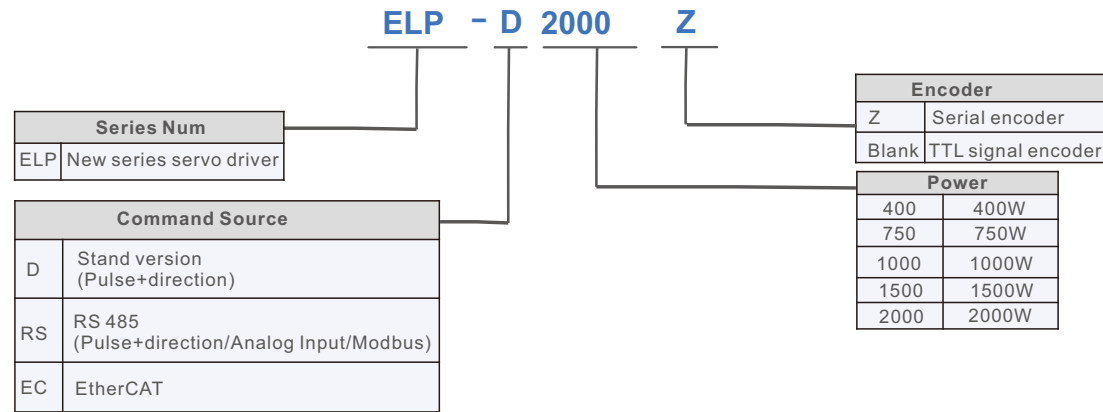 ELP - D 2000 Z
Series Num
ELP New series servo driver
Command Source
D Stand version
(Pulse+direction)
RS RS 485
(Pulse+direction/Analog Input/Modbus)
EC EtherCAT
Encoder
Z Serial encoder
Blank TTL signal encoder
Power
400 400W
750 750W
1000 1000W
1500 1500W
2000 2000W